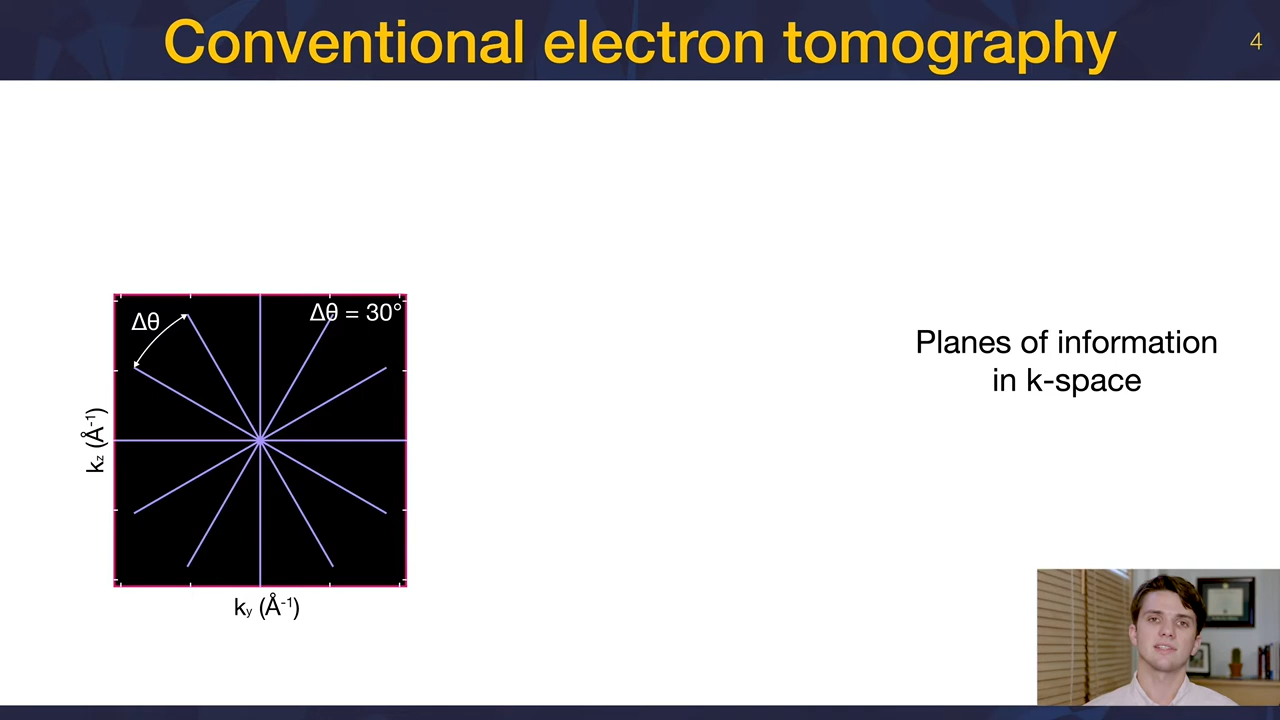 Conventional electron tomography
4
Δθ
Δθ = 30°
Planes of information
in k-space
kz (Å-1)
ky (Å-1)